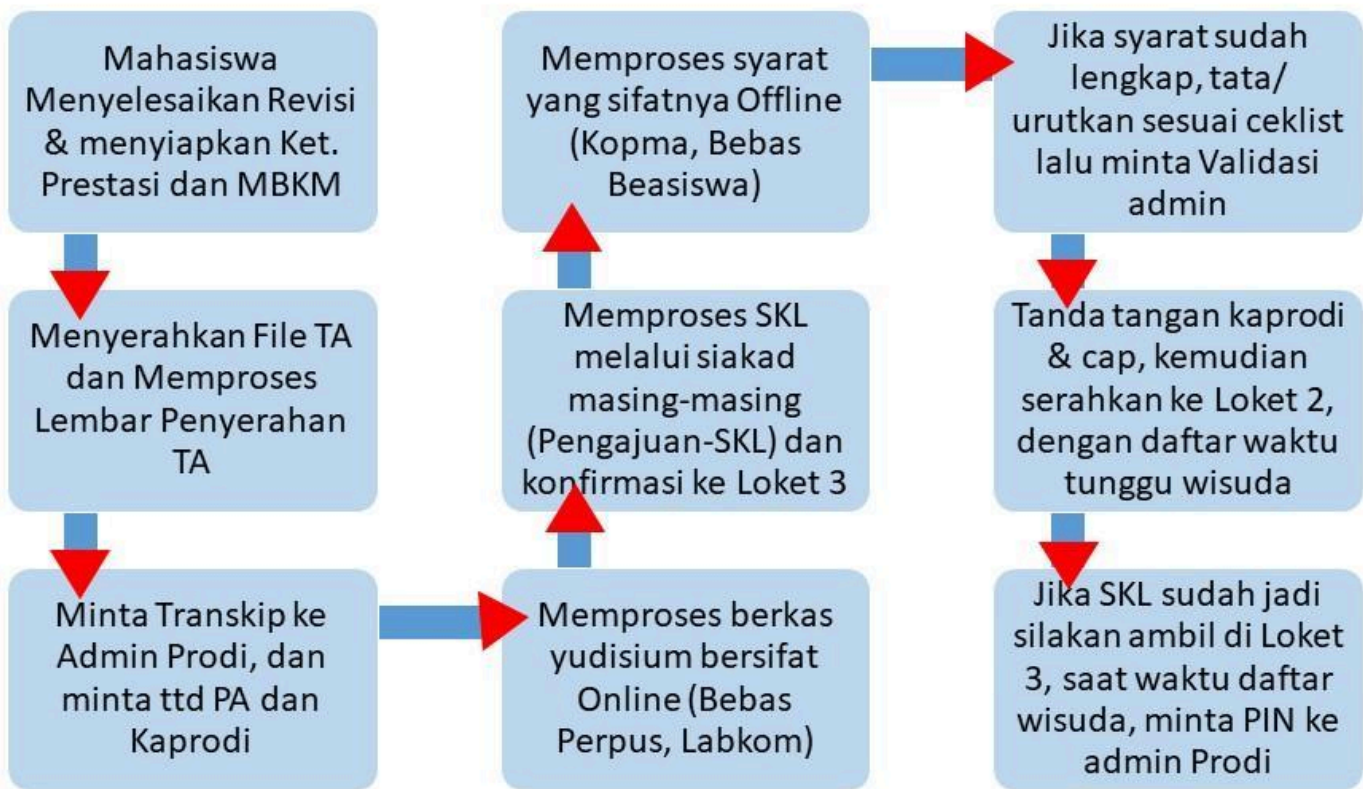 Mahasiswa
Menyelesaikan Revisi
& menyiapkan Ket.
Prestasi dan MBKM
Menyerahkan File TA
dan Memproses
Lembar Penyerahan
TA
Minta Transkip ke
Admin Prodi, dan
minta ttd PA dan
Kaprodi
Memproses berkas
yudisium bersifat
Online (Bebas
Perpus, Labkom)
Memproses SKL
melalui siakad
masing-masing
(Pengajuan-SKL) dan
konfirmasi ke Loket 3
Memproses syarat
yang sifatnya Offline
(Kopma, Bebas
Beasiswa)
Jika syarat sudah
lengkap, tata/
urutkan sesuai ceklist
lalu minta Validasi
admin
Tanda tangan kaprodi
& cap, kemudian
serahkan ke Loket 2,
dengan daftar waktu
tunggu wisuda
Jika SKL sudah jadi
silakan ambil di Loket
3, saat waktu daftar
wisuda, minta PIN ke
admin Prodi